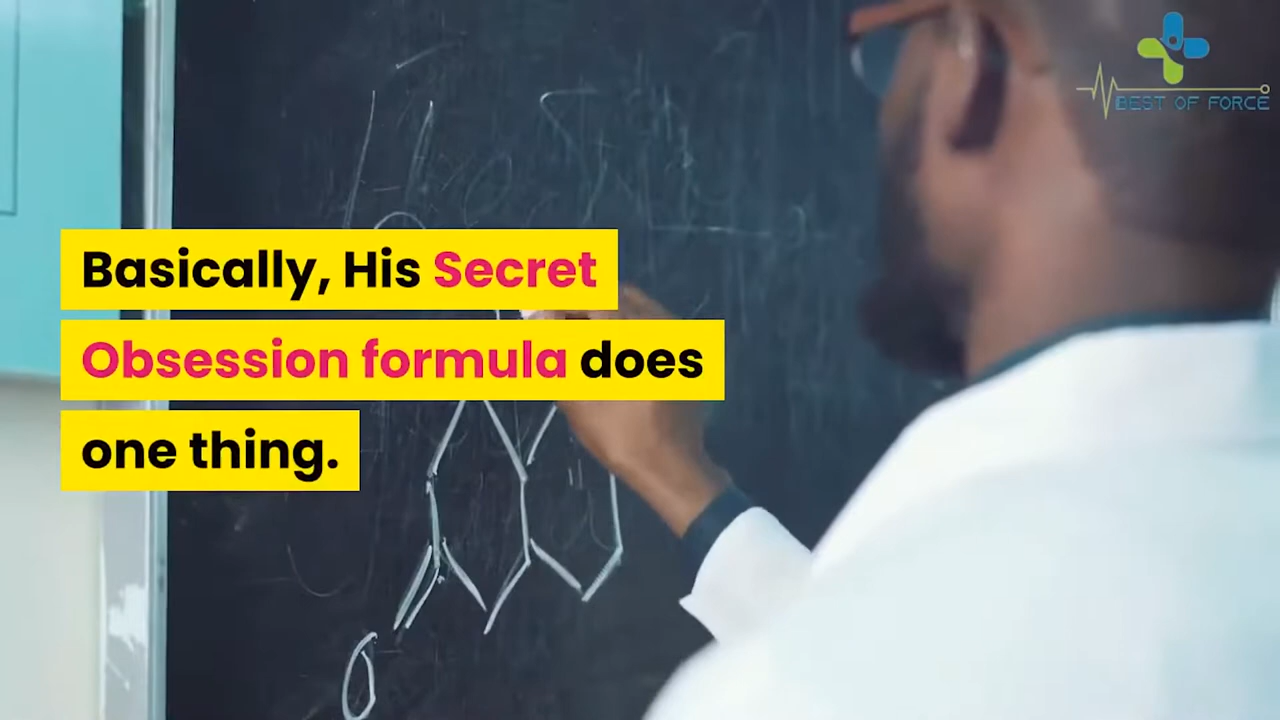 BEST OF FORCE
Basically, His Secret
Obsession formula does
one thing.
O